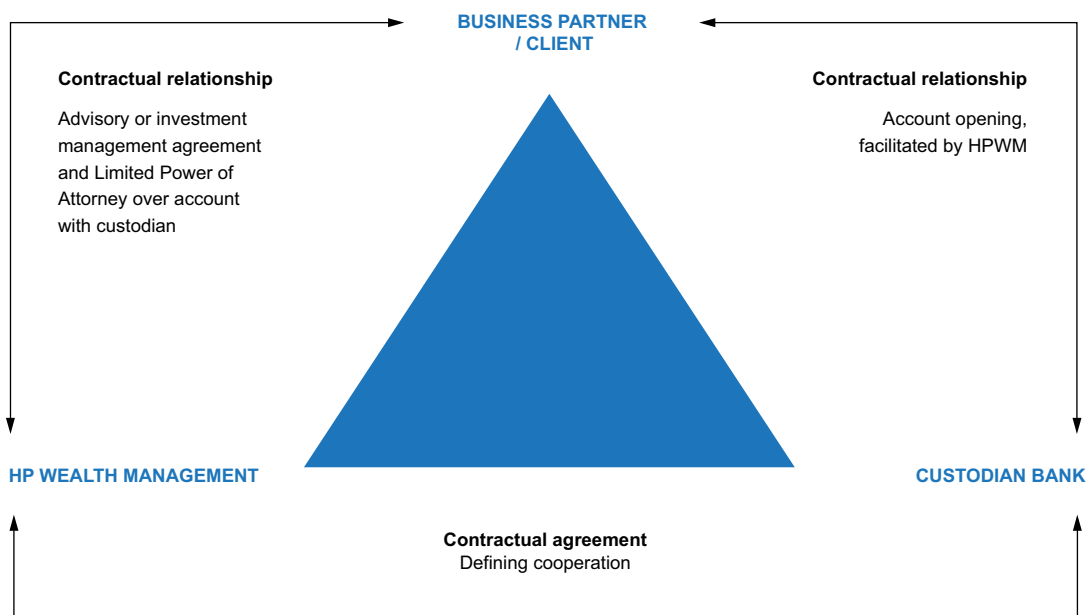 BUSINESS PARTNER
/ CLIENT
Contractual relationship
Advisory or investment
management agreement
and Limited Power of
Attorney over account
with custodian
Contractual relationship
Account opening,
facilitated by HPWM
HP WEALTH MANAGEMENT
CUSTODIAN BANK
Contractual agreement
Defining cooperation